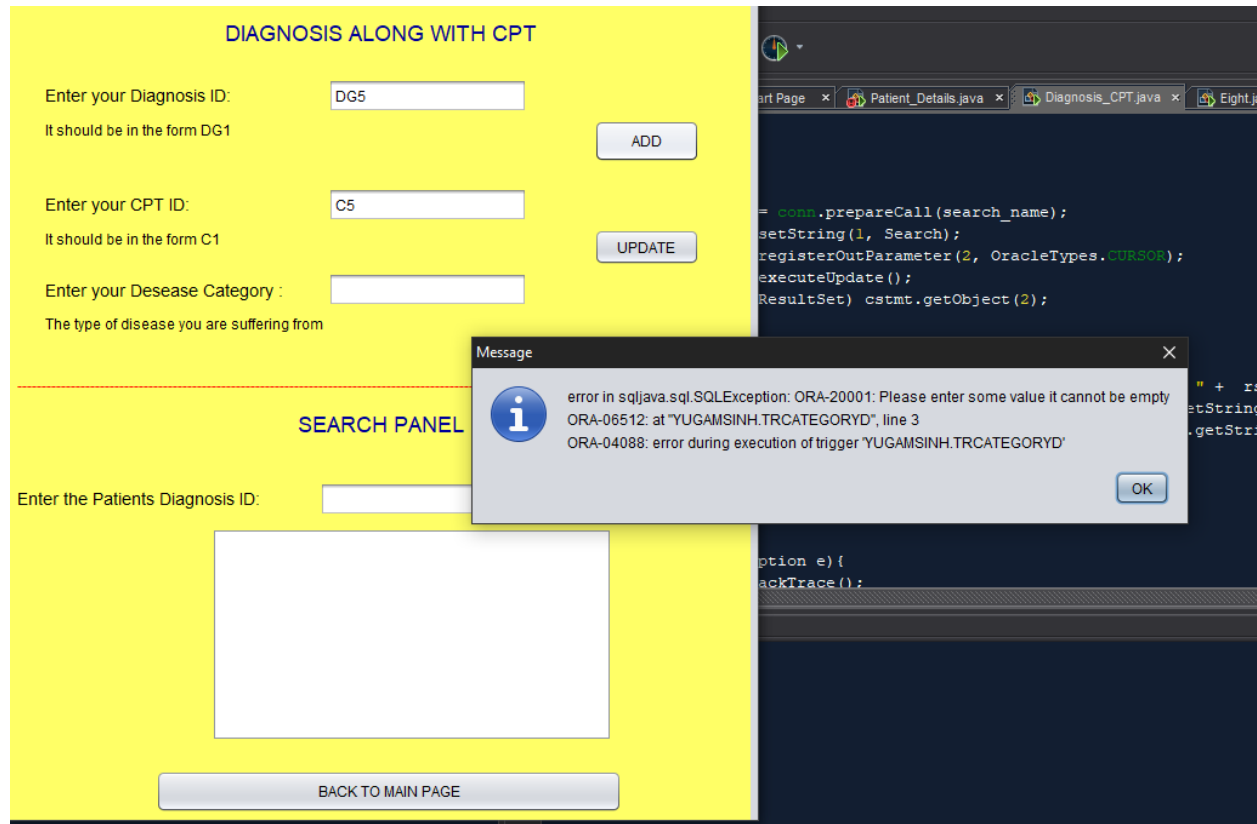 DIAGNOSIS ALONG WITH CPT
Enter your Diagnosis ID:
DG5
It should be in the form DG1
ADD
Enter your CPT ID:
C5
It should be in the form C1
UPDATE
Enter your Desease Category :
The type of disease you are suffering from
SEARCH PANEL
Enter the Patients Diagnosis ID:
BACK TO MAIN PAGE
Message
error in sqljava.sql.SQLException: ORA-20001: Please enter some value it cannot be empty
ORA-06512: at "YUGAMSINH.TRCATEGORYD", line 3
ORA-04088: error during execution of trigger 'YUGAMSINH.TRCATEGORYD'
OK
art Page
Patient_Details.java
Diagnosis_CPT.java
Eight.j
= conn.prepareCall(search_name);
setString(1, Search);
registerOutParameter(2, OracleTypes.CURSOR);
executeUpdate();
ResultSet) cstmt.getObject(2);
" + rs
etString
.getStri
ption e){
ackTrace();